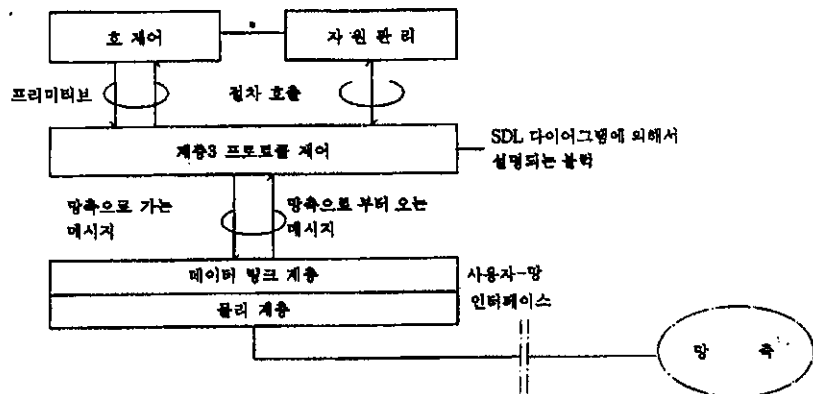 호 제어
자 원 관 리
프리미티브
절차 호출
계층3 프로토콜 제어
SDL 다이어그램에 의해서
설명되는 블럭
망측으로 가는
메시지
망측으로 부터 오는
메시지
데이터 링크 계층
물리 계층
사용자-망
인터페이스
망 측